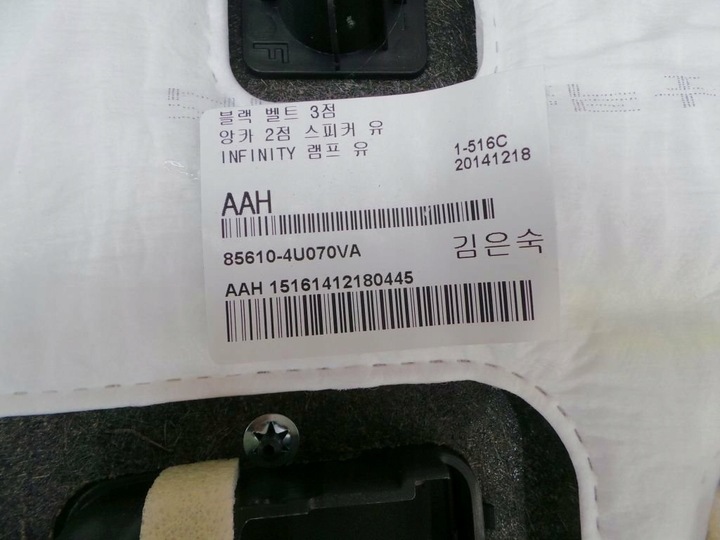 블랙 벨트 3점
앙카 2점 스피커 유
INFINITY 램프 유
1-516C
20141218
AAH
85610-4U070VA
김은숙
AAH 15161412180445